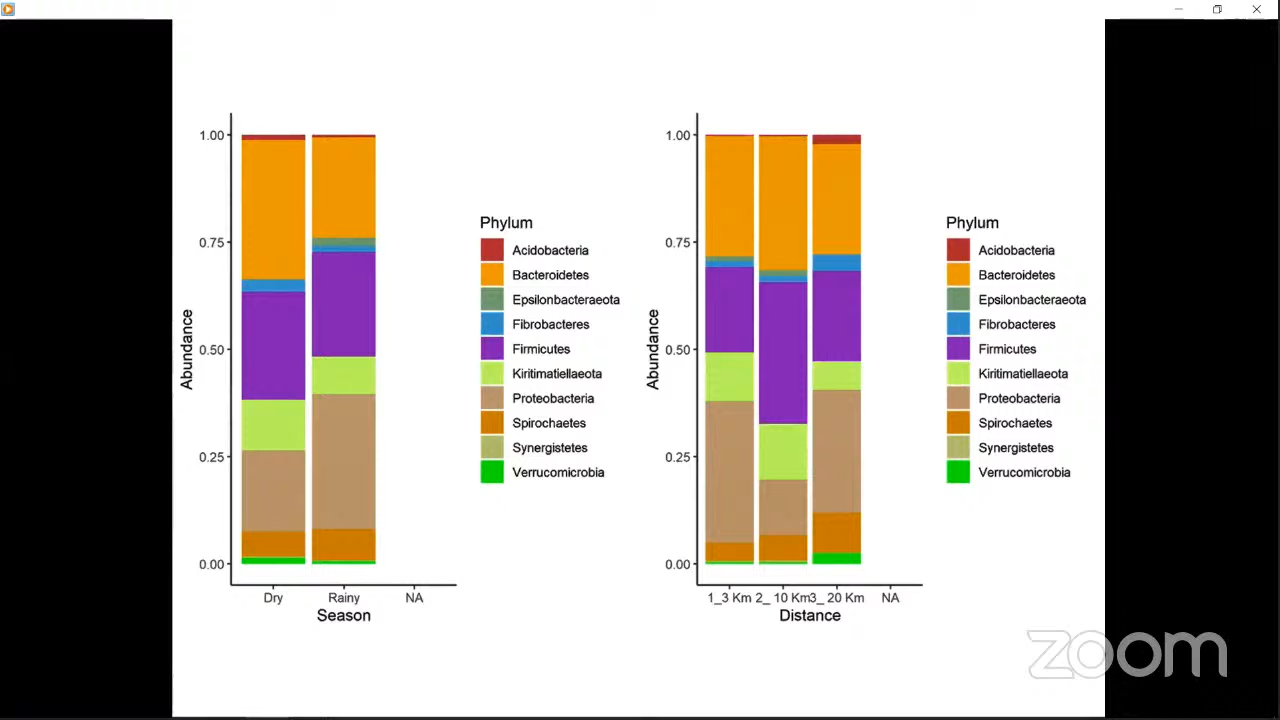 1.00
0.75
0.50
0.25
0.00
Abundance
Dry
Rainy
NA
Season
Phylum
Acidobacteria
Bacteroidetes
Epsilonbacteraeota
Fibrobacteres
Firmicutes
Kiritimatiellaeota
Proteobacteria
Spirochaetes
Synergistetes
Verrucomicrobia
1.00
0.75
0.50
0.25
0.00
Abundance
1_3 Km
2_ 10 Km
3_ 20 Km
NA
Distance
Phylum
Acidobacteria
Bacteroidetes
Epsilonbacteraeota
Fibrobacteres
Firmicutes
Kiritimatiellaeota
Proteobacteria
Spirochaetes
Synergistetes
Verrucomicrobia
zoom